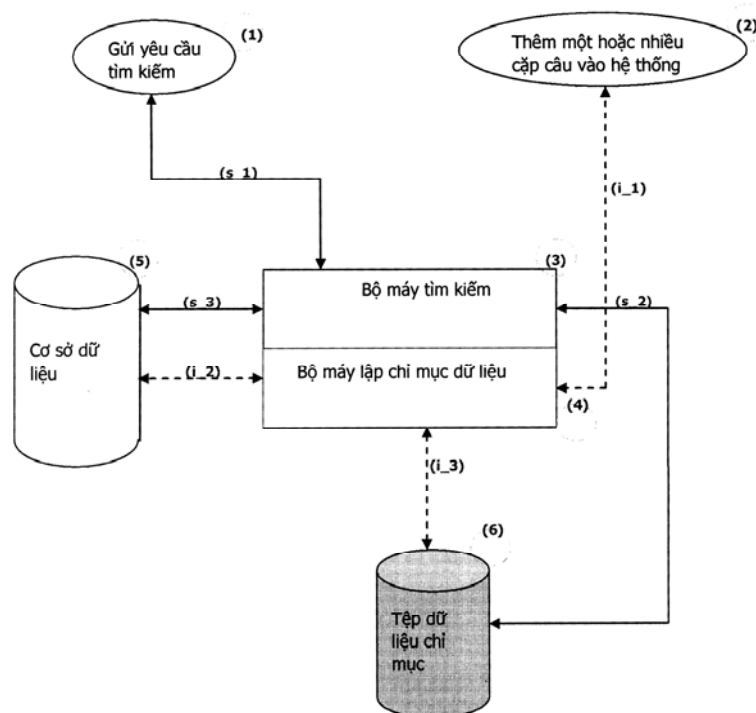 (1)
Gửi yêu cầu
tìm kiếm
(2)
Thêm một hoặc nhiều
cặp câu vào hệ thống
(s_1)
(i_1)
(5)
(3)
Bộ máy tìm kiếm
(s_3)
(s_2)
Cơ sở dữ
liệu
(i_2)
Bộ máy lập chỉ mục dữ liệu
(4)
(i_3)
(6)
Tệp dữ
liệu chỉ
mục